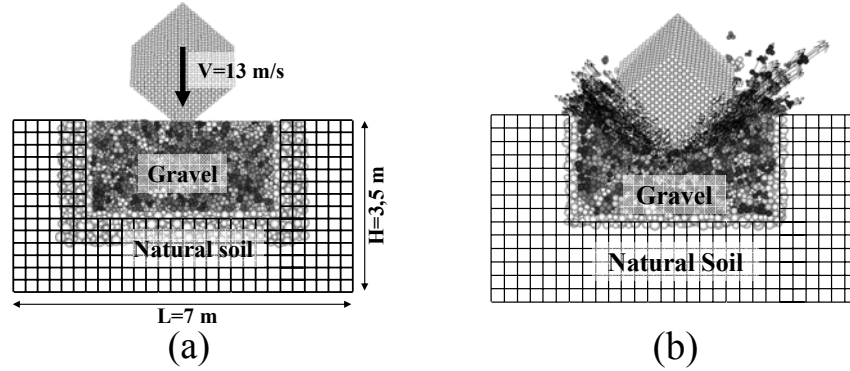 V=13 m/s
Gravel
Natural soil
H=3,5 m
L=7 m
(a)
Gravel
Natural Soil
(b)